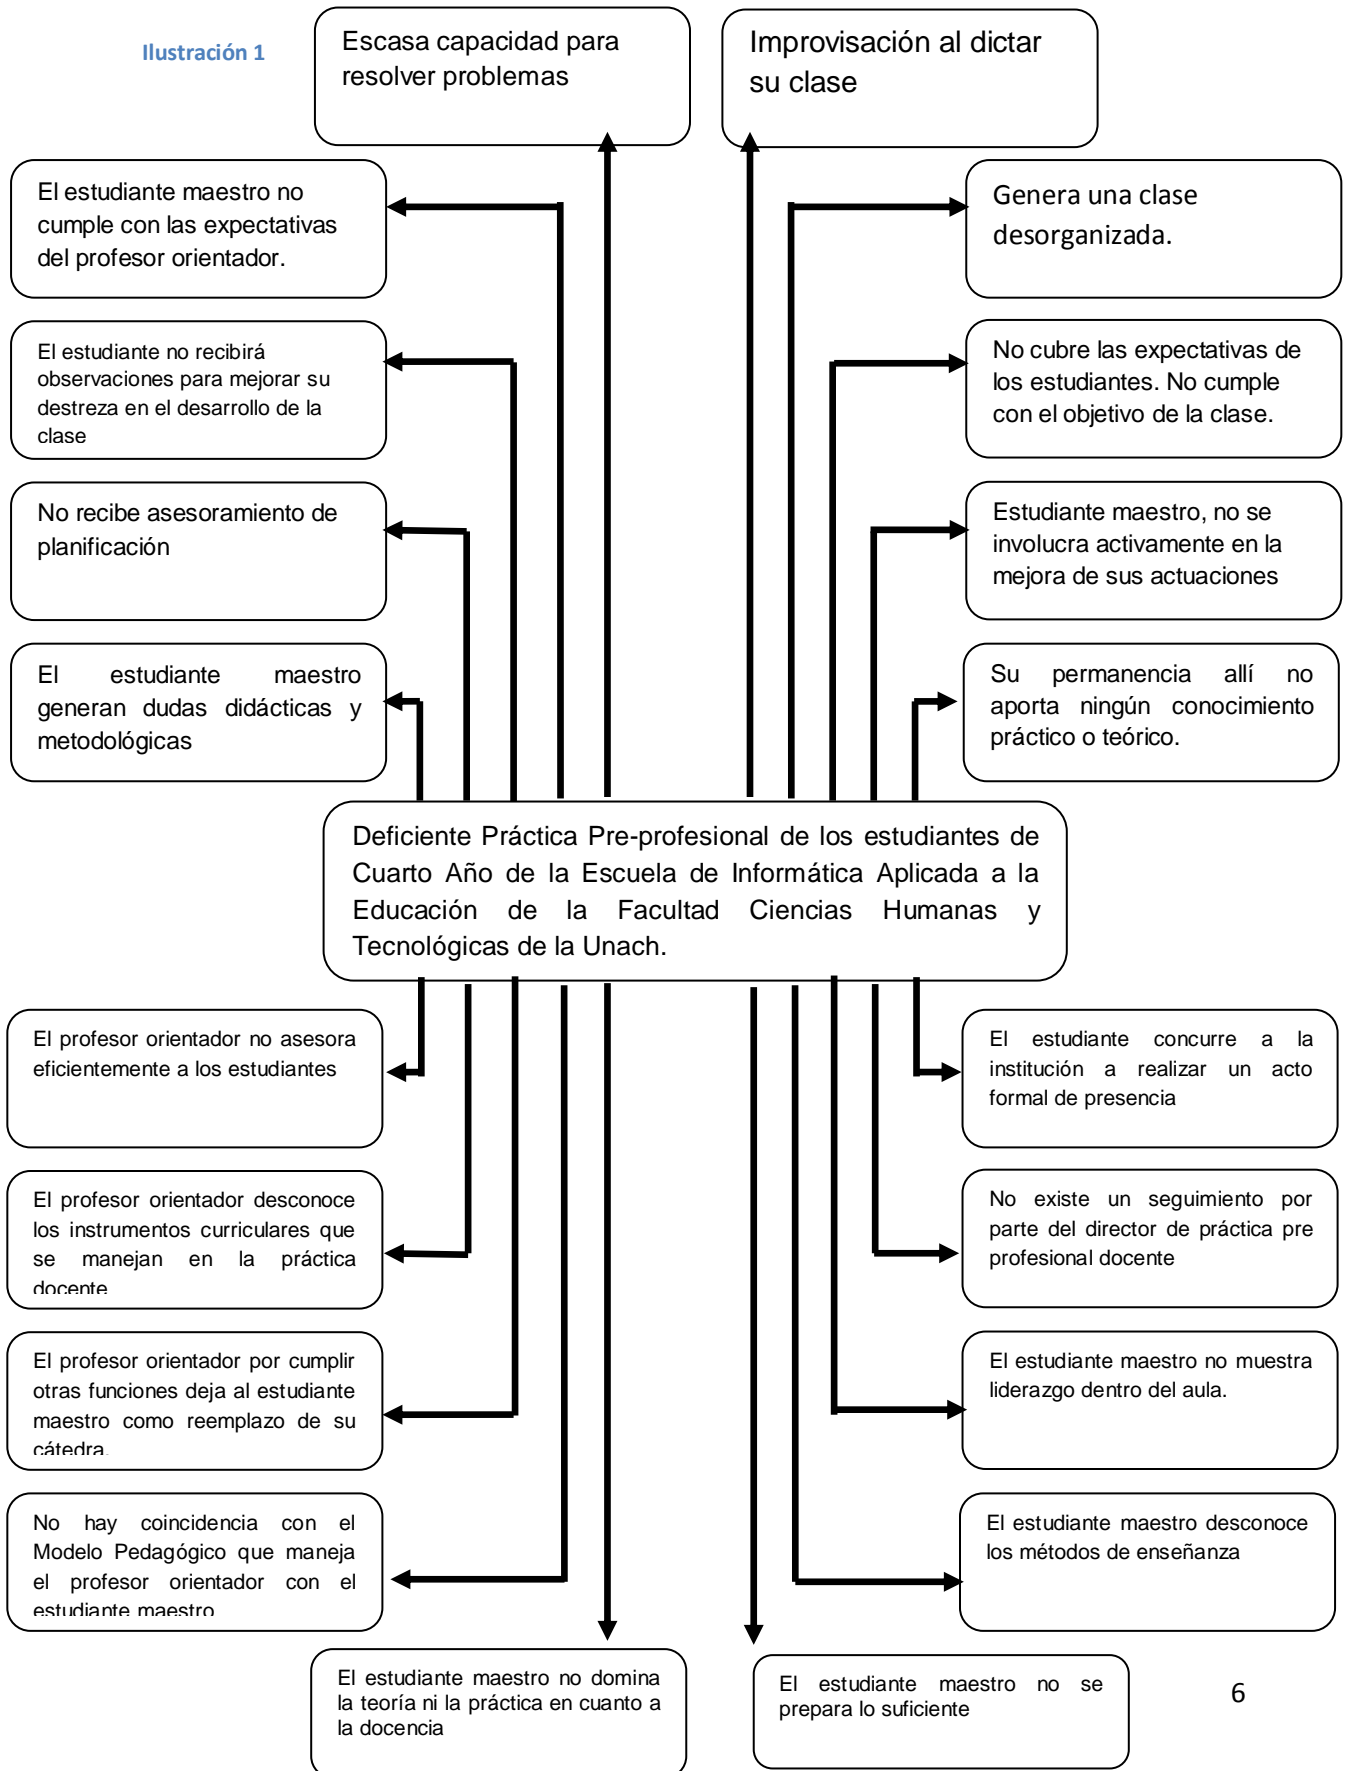 Ilustración 1
Escasa capacidad para
resolver problemas
Improvisación al dictar
su clase
El estudiante maestro no
cumple con las expectativas
del profesor orientador.
Genera una clase
desorganizada.
El estudiante no recibirá
observaciones para mejorar su
destreza en el desarrollo de la
clase
No cubre las expectativas de
los estudiantes. No cumple
con el objetivo de la clase.
No recibe asesoramiento de
planificación
Estudiante maestro, no se
involucra activamente en la
mejora de sus actuaciones
El estudiante maestro
generan dudas didácticas y
metodológicas
Su permanencia allí no
aporta ningún conocimiento
práctico o teórico.
Deficiente Práctica Pre-profesional de los estudiantes de
Cuarto Año de la Escuela de Informática Aplicada a la
Educación de la Facultad Ciencias Humanas y
Tecnológicas de la Unach.
El profesor orientador no asesora
eficientemente a los estudiantes
El estudiante concurre a la
institución a realizar un acto
formal de presencia
El profesor orientador desconoce
los instrumentos curriculares que
se manejan en la práctica
docente
No existe un seguimiento por
parte del director de práctica pre
profesional docente
El profesor orientador por cumplir
otras funciones deja al estudiante
maestro como reemplazo de su
cátedra.
El estudiante maestro no muestra
liderazgo dentro del aula.
No hay coincidencia con el
Modelo Pedagógico que maneja
el profesor orientador con el
estudiante maestro
El estudiante maestro desconoce
los métodos de enseñanza
El estudiante maestro no domina
la teoría ni la práctica en cuanto a
la docencia
El estudiante maestro no se
prepara lo suficiente
6